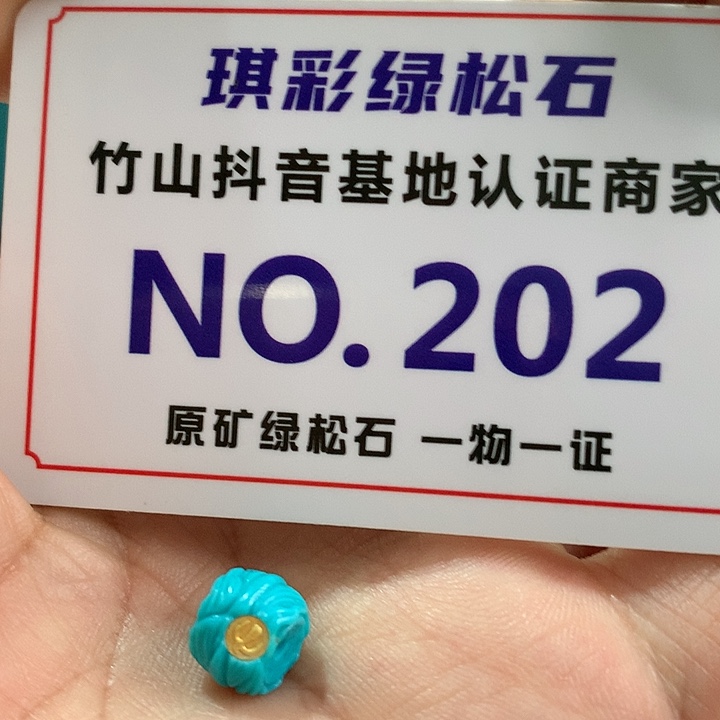 琪彩绿松石
竹山抖音基地认证商家
NO.202
原矿绿松石 一物一证